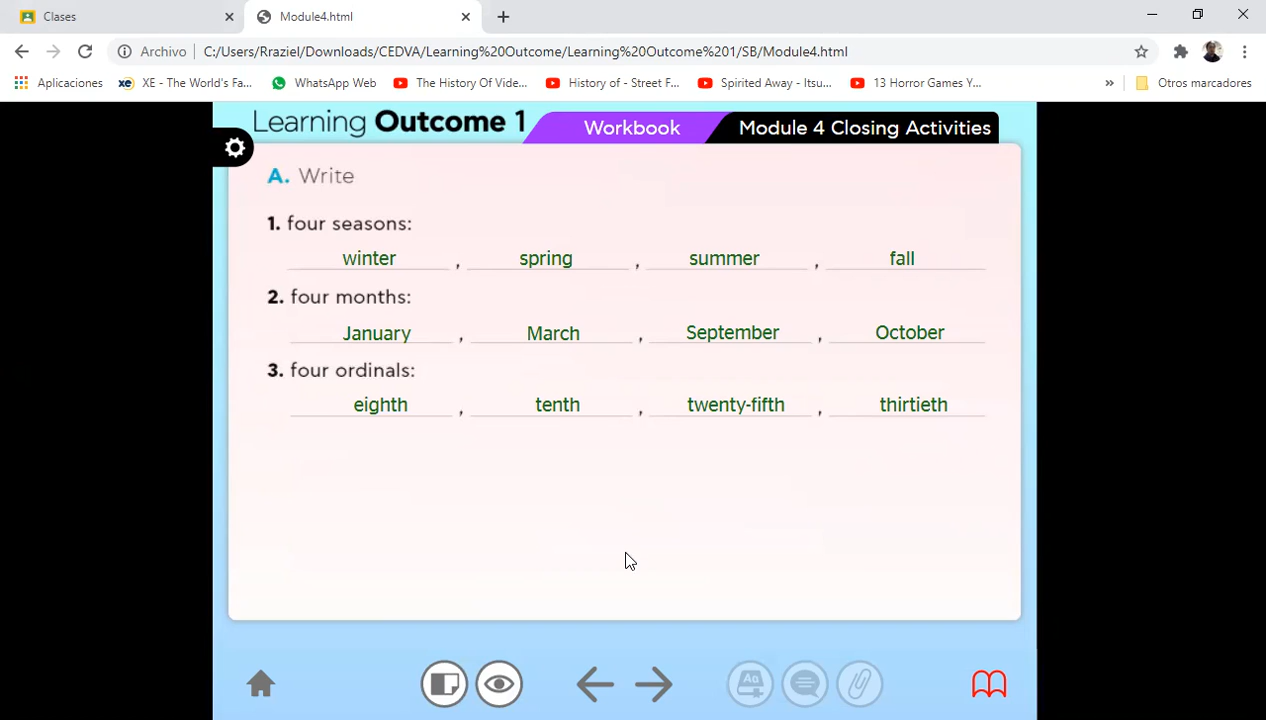 Clases
Module4.html
Archivo C:/Users/Rraziel/Downloads/CEDVA/Learning%20Outcome/Learning%20Outcome%201/SB/Module4.html
Aplicaciones XE - The World's Fa... WhatsApp Web The History Of Vide... History of - Street F... Spirited Away - Itsu... 13 Horror Games Y... » Otros marcadores
Learning Outcome 1 Workbook Module 4 Closing Activities
A. Write
1. four seasons:
winter, spring, summer, fall
2. four months:
January, March, September, October
3. four ordinals:
eighth, tenth, twenty-fifth, thirtieth
Aa